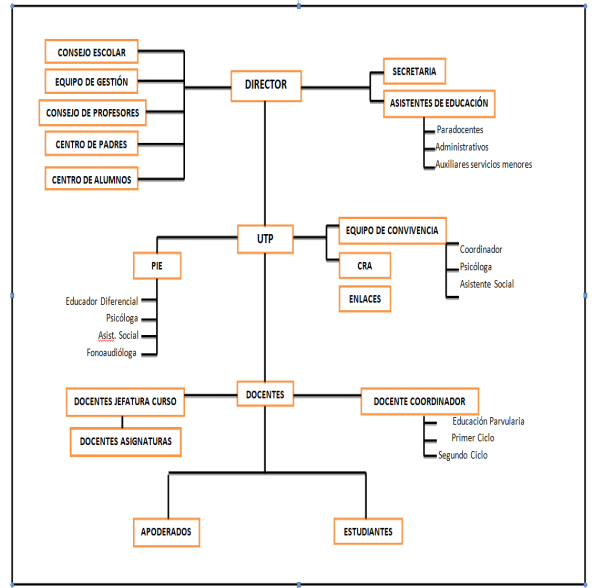 CONSEJO ESCOLAR
EQUIPO DE GESTIÓN
CONSEJO DE PROFESORES
CENTRO DE PADRES
CENTRO DE ALUMNOS
DIRECTOR
SECRETARIA
ASISTENTES DE EDUCACIÓN
Paradocentes
Administrativos
Auxiliares servicios menores
UTP
EQUIPO DE CONVIVENCIA
Coordinador
Psicóloga
Asistente Social
CRA
ENLACES
PIE
Educador Diferencial
Psicóloga
Asist. Social
Fonoaudióloga
DOCENTES JEFATURA CURSO
DOCENTES ASIGNATURAS
DOCENTES
DOCENTE COORDINADOR
Educación Parvularia
Primer Ciclo
Segundo Ciclo
APODERADOS
ESTUDIANTES